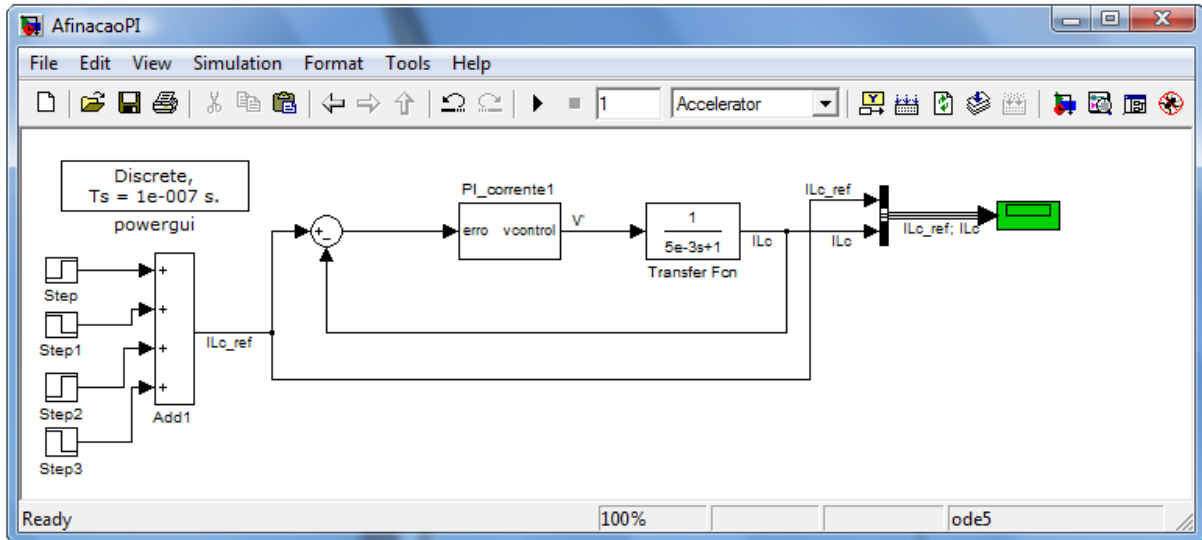 AfinacaoPI
File Edit View Simulation Format Tools Help
1 Accelerator
Discrete,
Ts = 1e-007 s.
powergui
PI_corrente1
erro vcontrol
V'
1
5e-3s+1
Transfer Fcn
ILc
ILc_ref
ILc
ILc_ref; ILc
Step
Step1
Step2
Step3
Add1
ILc_ref
Ready 100% ode5